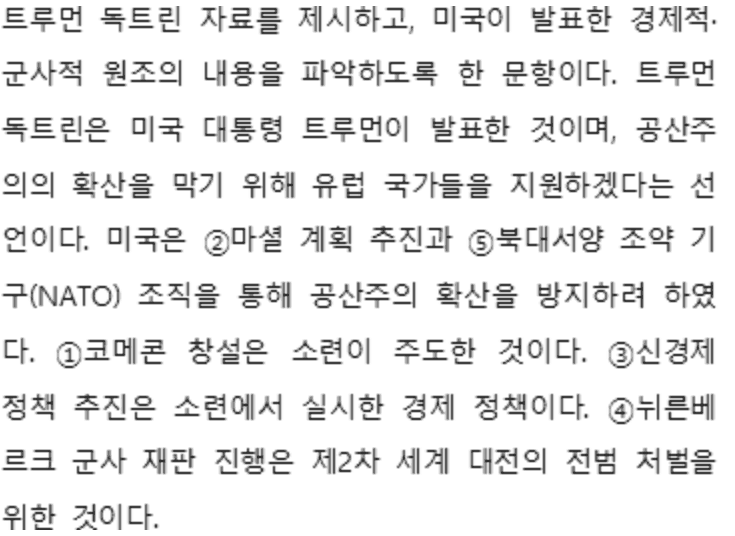 트루먼 독트린 자료를 제시하고, 미국이 발표한 경제적·
군사적 원조의 내용을 파악하도록 한 문항이다. 트루먼
독트린은 미국 대통령 트루먼이 발표한 것이며, 공산주
의의 확산을 막기 위해 유럽 국가들을 지원하겠다는 선
언이다. 미국은 ②마셜 계획 추진과 ⑤북대서양 조약 기
구(NATO) 조직을 통해 공산주의 확산을 방지하려 하였
다. ①코메콘 창설은 소련이 주도한 것이다. ③신경제
정책 추진은 소련에서 실시한 경제 정책이다. ④뉘른베
르크 군사 재판 진행은 제2차 세계 대전의 전범 처벌을
위한 것이다.